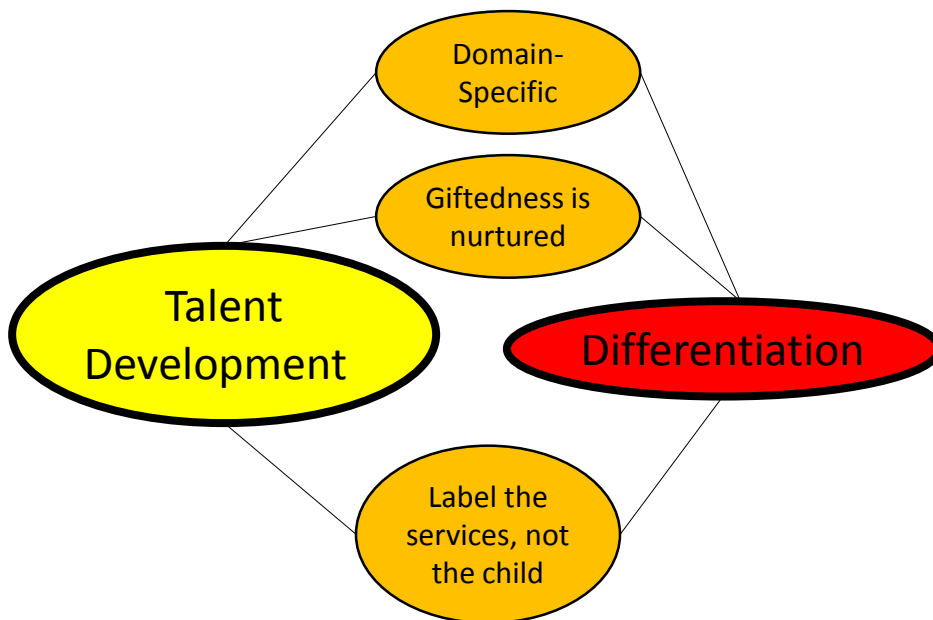 Domain-
Specific
Giftedness is
nurtured
Talent
Development
Differentiation
Label the
services, not
the child